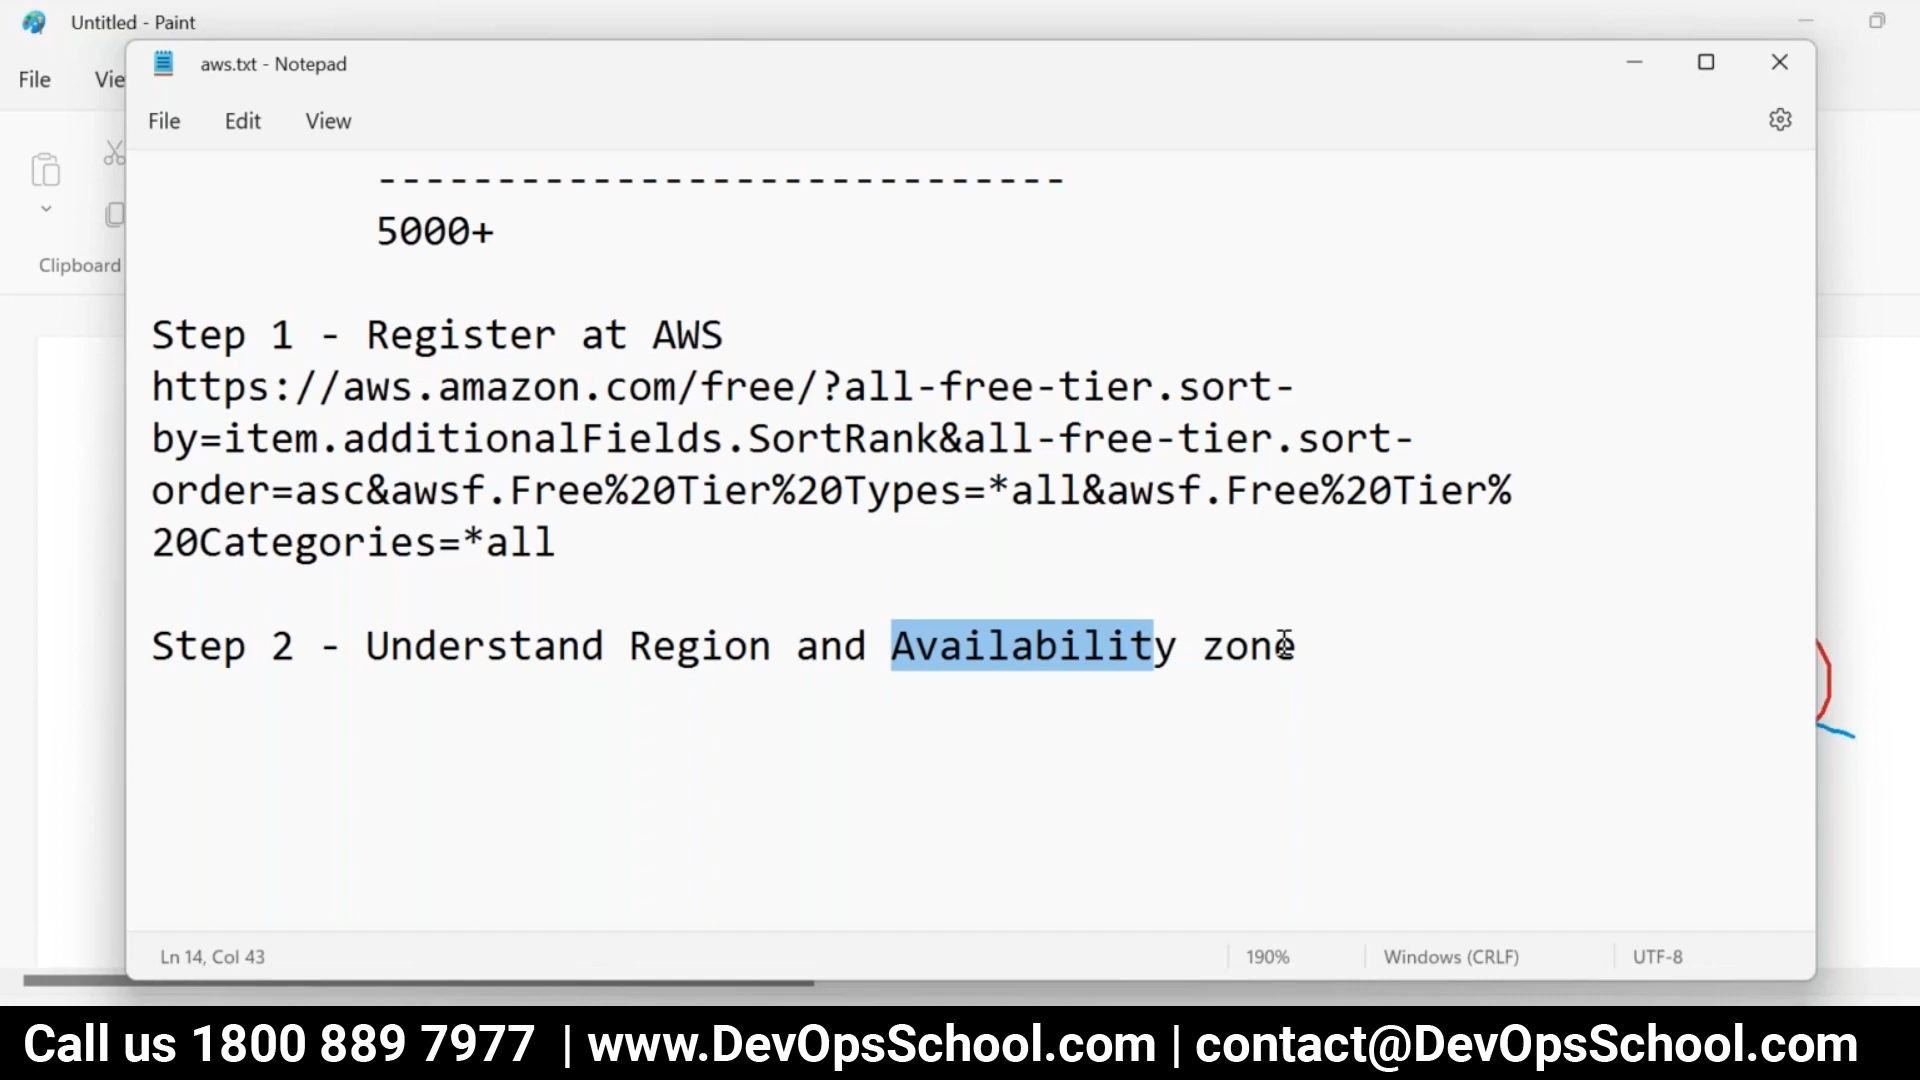 Untitled - Paint
aws.txt - Notepad
File Vie
File Edit View
------------------------------
5000+
Clipboard
Step 1 - Register at AWS
https://aws.amazon.com/free/?all-free-tier.sort-
by=item.additionalFields.SortRank&all-free-tier.sort-
order=asc&awsf.Free%20Tier%20Types=*all&awsf.Free%20Tier%
20Categories=*all
Step 2 - Understand Region and Availability zone
Ln 14, Col 43 190% Windows (CRLF) UTF-8
Call us 1800 889 7977 | www.DevOpsSchool.com | contact@DevOpsSchool.com